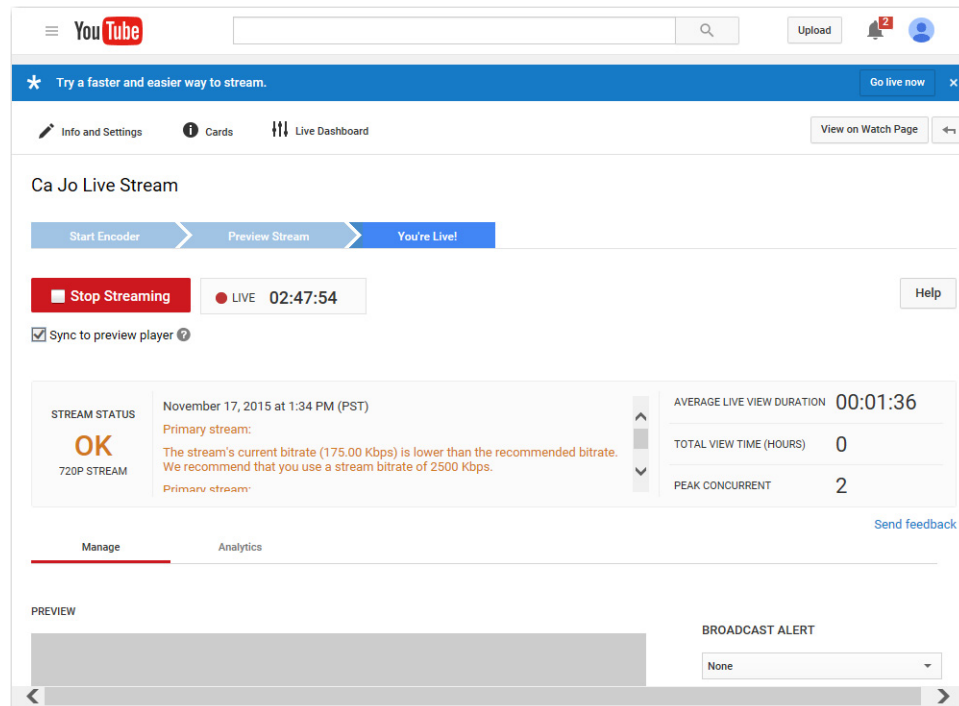 YouTube
Upload
2
Try a faster and easier way to stream.
Go live now
×
Info and Settings
Cards
Live Dashboard
View on Watch Page
Ca Jo Live Stream
Start Encoder
Preview Stream
You're Live!
Stop Streaming
LIVE 02:47:54
Help
Sync to preview player ?
STREAM STATUS
OK
720P STREAM
November 17, 2015 at 1:34 PM (PST)
Primary stream:
The stream's current bitrate (175.00 Kbps) is lower than the recommended bitrate.
We recommend that you use a stream bitrate of 2500 Kbps.
Primary stream:
AVERAGE LIVE VIEW DURATION 00:01:36
TOTAL VIEW TIME (HOURS) 0
PEAK CONCURRENT 2
Send feedback
Manage
Analytics
PREVIEW
BROADCAST ALERT
None